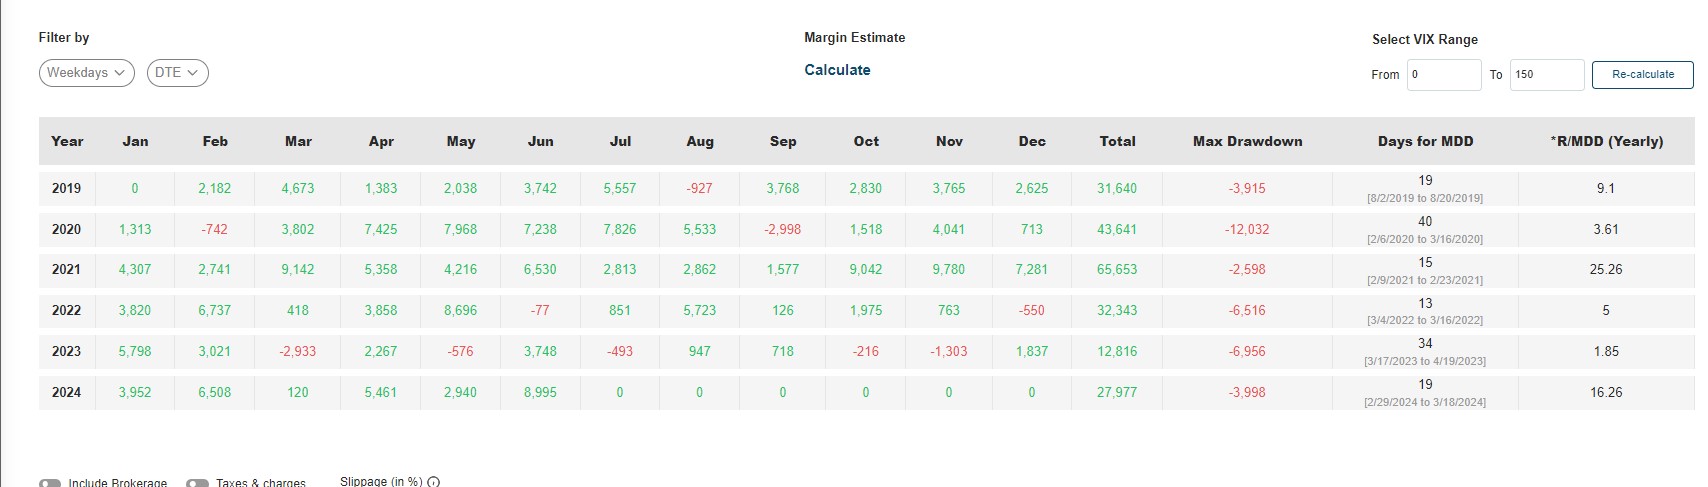 Filter by
Margin Estimate
Select VIX Range
Weekdays DTE
Calculate
From 0 To 150 Re-calculate
Year Jan Feb Mar Apr May Jun Jul Aug Sep Oct Nov Dec Total Max Drawdown Days for MDD *R/MDD (Yearly)
2019 0 2,182 4,673 1,383 2,038 3,742 5,557 -927 3,768 2,830 3,765 2,625 31,640 -3,915 19 9.1
[8/2/2019 to 8/20/2019]
2020 1,313 -742 3,802 7,425 7,968 7,238 7,826 5,533 -2,998 1,518 4,041 713 43,641 -12,032 40 3.61
[2/6/2020 to 3/16/2020]
2021 4,307 2,741 9,142 5,358 4,216 6,530 2,813 2,862 1,577 9,042 9,780 7,281 65,653 -2,598 15 25.26
[2/9/2021 to 2/23/2021]
2022 3,820 6,737 418 3,858 8,696 -77 851 5,723 126 1,975 763 -550 32,343 -6,516 13 5
[3/4/2022 to 3/16/2022]
2023 5,798 3,021 -2,933 2,267 -576 3,748 -493 947 718 -216 -1,303 1,837 12,816 -6,956 34 1.85
[3/17/2023 to 4/19/2023]
2024 3,952 6,508 120 5,461 2,940 8,995 0 0 0 0 0 0 27,977 -3,998 19 16.26
[2/29/2024 to 3/18/2024]
Include Brokerage Taxes & charges Slippage (in %)